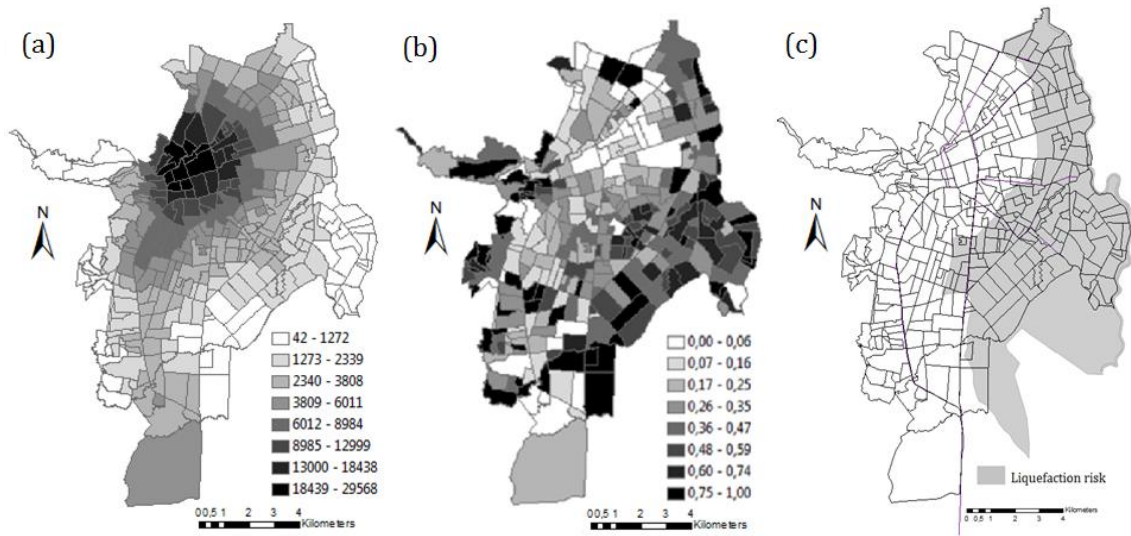 (a)
N
42 - 1272
1273 - 2339
2340 - 3808
3809 - 6011
6012 - 8984
8985 - 12999
13000 - 18438
18439 - 29568
0 0,5 1 2 3 4
Kilometers
(b)
N
0,00 - 0,06
0,07 - 0,16
0,17 - 0,25
0,26 - 0,35
0,36 - 0,47
0,48 - 0,59
0,60 - 0,74
0,75 - 1,00
0 0,5 1 2 3 4
Kilometers
(c)
N
Liquefaction risk
0 0,5 1 2 3 4
Kilometers